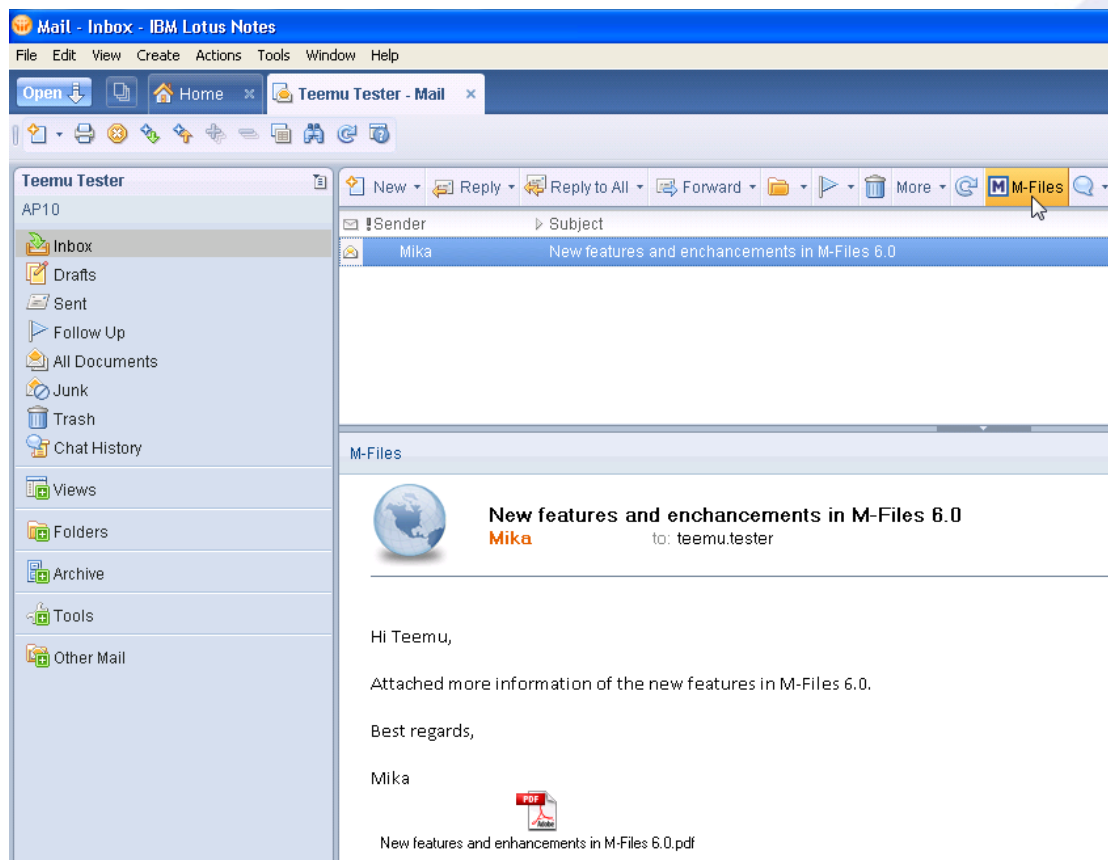 Mail - Inbox - IBM Lotus Notes
File Edit View Create Actions Tools Window Help
Open Home Teemu Tester - Mail
Teemu Tester
AP10
Inbox
Drafts
Sent
Follow Up
All Documents
Junk
Trash
Chat History
Views
Folders
Archive
Tools
Other Mail
New Reply Reply to All Forward More M M-Files
! Sender Subject
Mika New features and enchancements in M-Files 6.0
M-Files
New features and enchancements in M-Files 6.0
Mika to: teemu.tester
Hi Teemu,
Attached more information of the new features in M-Files 6.0.
Best regards,
Mika
PDF
Adobe
New features and enhancements in M-Files 6.0.pdf